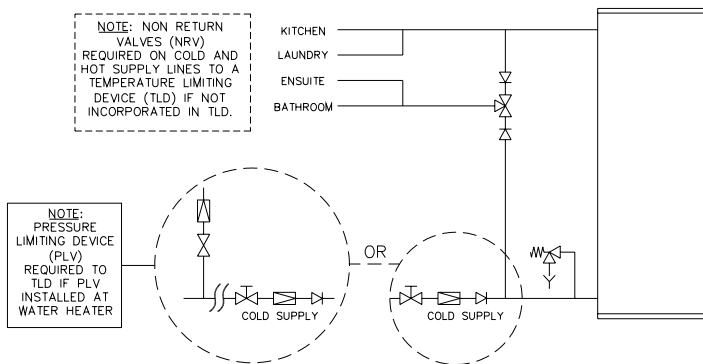 NOTE: NON RETURN
VALVES (NRV)
REQUIRED ON COLD AND
HOT SUPPLY LINES TO A
TEMPERATURE LIMITING
DEVICE (TLD) IF NOT
INCORPORATED IN TLD.
KITCHEN
LAUNDRY
ENSUITE
BATHROOM
NOTE:
PRESSURE
LIMITING DEVICE
(PLV)
REQUIRED TO
TLD IF PLV
INSTALLED AT
WATER HEATER
OR
COLD SUPPLY
COLD SUPPLY